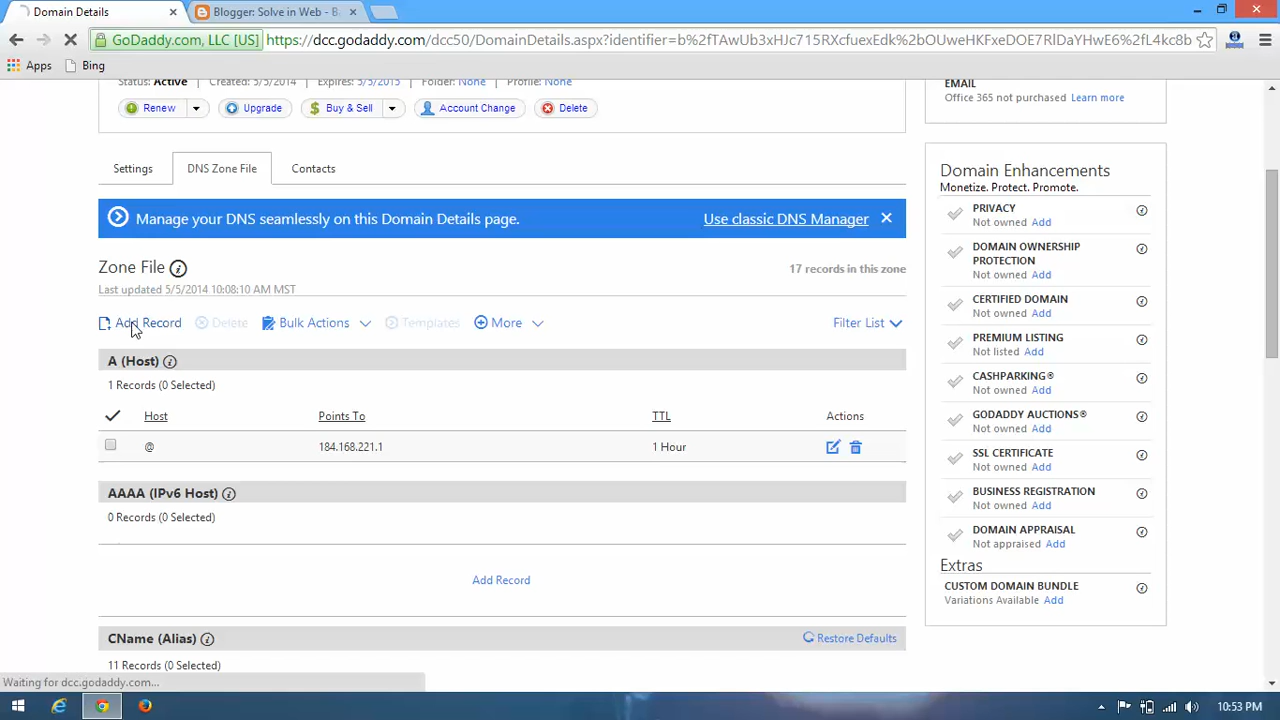 Domain Details
Blogger: Solve in Web - B
GoDaddy.com, LLC [US]
https://dcc.godaddy.com/dcc50/DomainDetails.aspx?identifier=b%2fTAwUb3xHJc715RXcfuexEdk%2bOUweHKFxeDOE7RlDaYHwE6%2fL4kc8b
Apps
Bing
Status: Active
Created: 5/5/2014
Expires: 5/5/2015
Folder: None
Profile: None
Renew
Upgrade
Buy & Sell
Account Change
Delete
EMAIL
Office 365 not purchased Learn more
Settings
DNS Zone File
Contacts
Manage your DNS seamlessly on this Domain Details page.
Use classic DNS Manager
Zone File
17 records in this zone
Last updated 5/5/2014 10:08:10 AM MST
Add Record
Delete
Bulk Actions
Templates
More
Filter List
A (Host)
1 Records (0 Selected)
Host
Points To
TTL
Actions
@
184.168.221.1
1 Hour
AAAA (IPv6 Host)
0 Records (0 Selected)
Add Record
CName (Alias)
Restore Defaults
11 Records (0 Selected)
Domain Enhancements
Monetize. Protect. Promote.
PRIVACY
Not owned Add
DOMAIN OWNERSHIP
PROTECTION
Not owned Add
CERTIFIED DOMAIN
Not owned Add
PREMIUM LISTING
Not listed Add
CASHPARKING®
Not owned Add
GODADDY AUCTIONS®
Not owned Add
SSL CERTIFICATE
Not owned Add
BUSINESS REGISTRATION
Not owned Add
DOMAIN APPRAISAL
Not appraised Add
Extras
CUSTOM DOMAIN BUNDLE
Variations Available Add
Waiting for dcc.godaddy.com...
10:53 PM